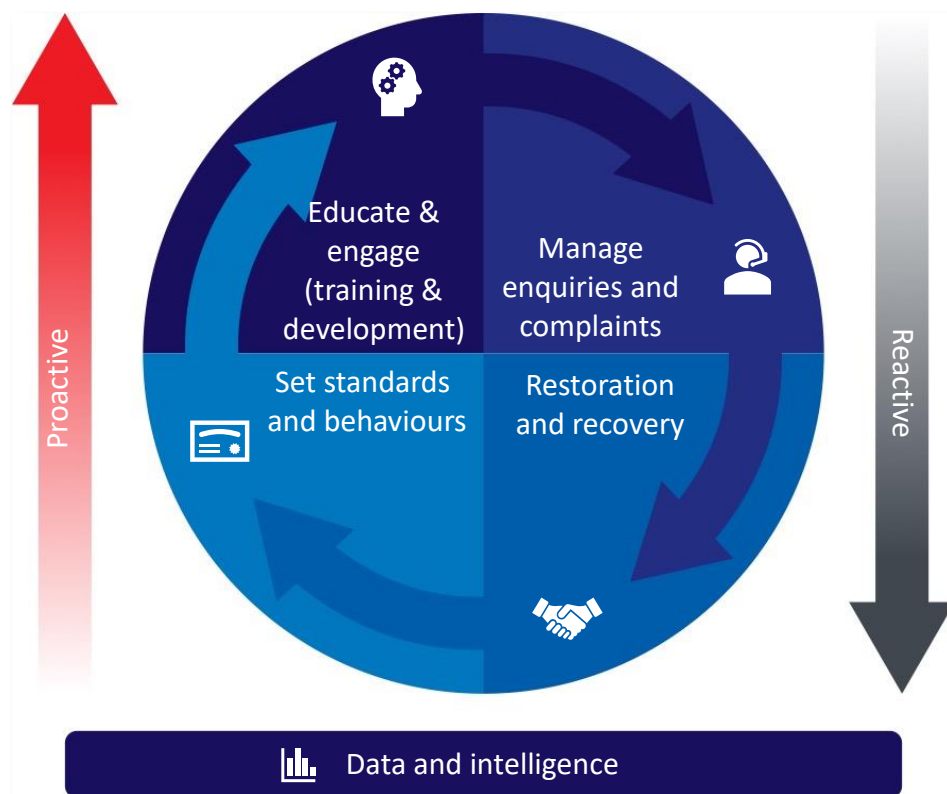 Educate &
engage
(training &
development)
Manage
enquiries and
complaints
Proactive
Reactive
Set standards
and behaviours
Restoration
and recovery
Data and intelligence